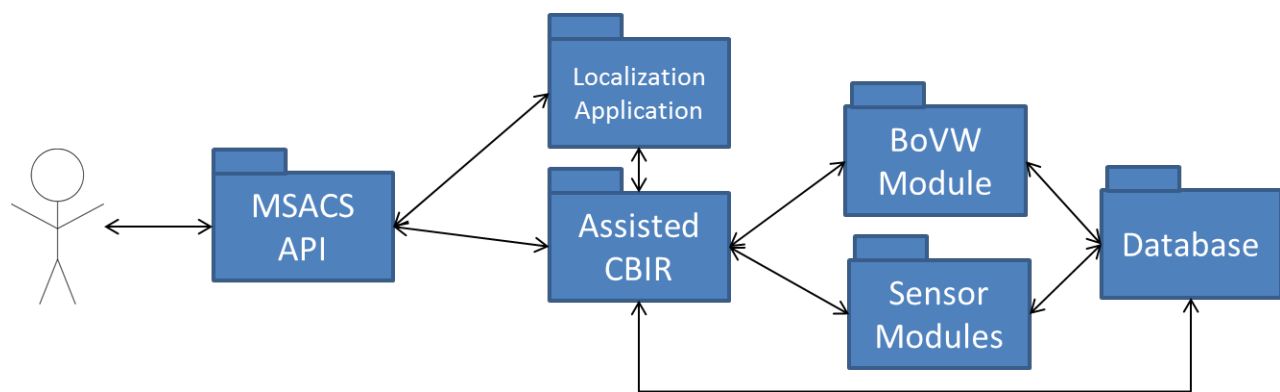 MSACS
API
Localization
Application
Assisted
CBIR
BoVW
Module
Sensor
Modules
Database